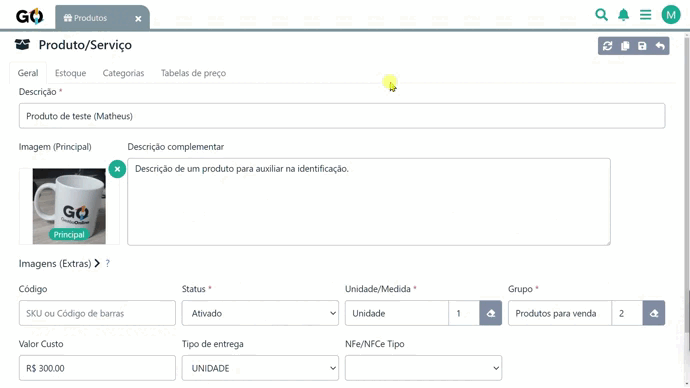 GO Produtos × M
Produto/Serviço
Geral Estoque Categorias Tabelas de preço
Descrição *
Produto de teste (Matheus)
Imagem (Principal) Descrição complementar
Descrição de um produto para auxiliar na identificação.
GO
Principal
Imagens (Extras) ?
Código Status * Unidade/Medida * Grupo *
SKU ou Código de barras Ativado Unidade 1 Produtos para venda 2
Valor Custo Tipo de entrega NFe/NFCe Tipo
R$ 300.00 UNIDADE